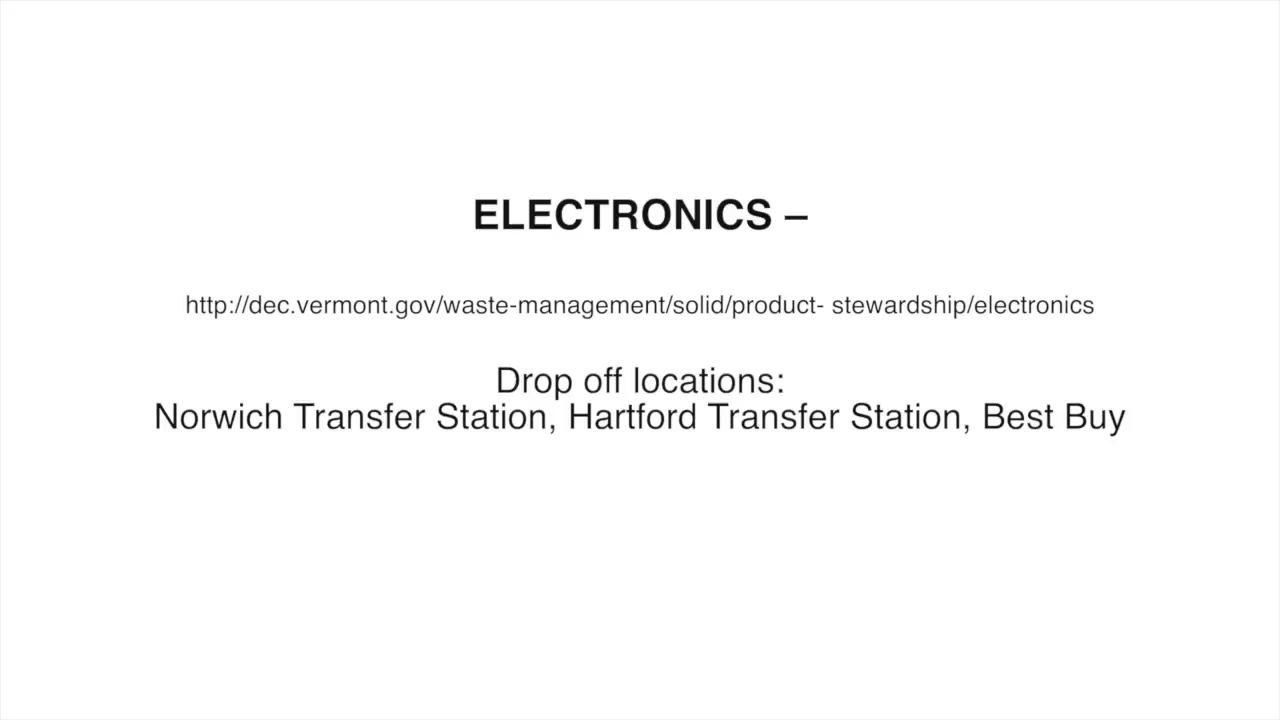 ELECTRONICS –
http://dec.vermont.gov/waste-management/solid/product- stewardship/electronics
Drop off locations:
Norwich Transfer Station, Hartford Transfer Station, Best Buy